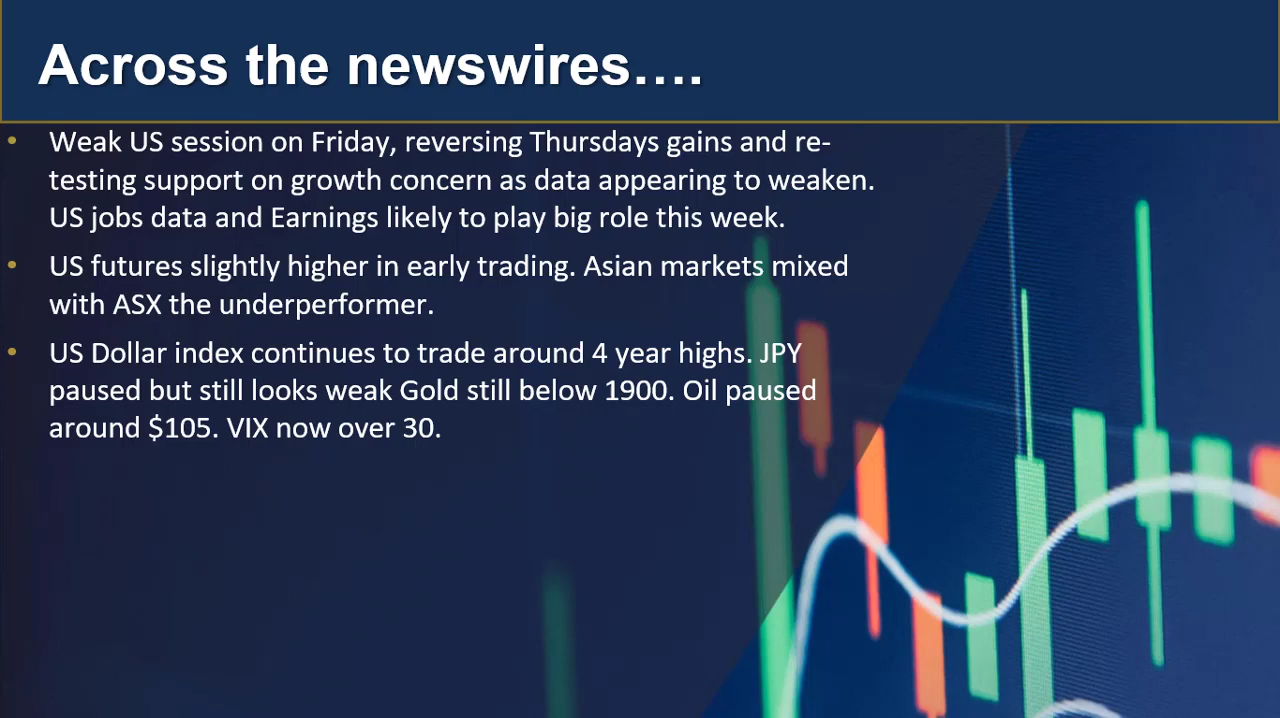 Across the newswires….
• Weak US session on Friday, reversing Thursdays gains and re-
testing support on growth concern as data appearing to weaken.
US jobs data and Earnings likely to play big role this week.
• US futures slightly higher in early trading. Asian markets mixed
with ASX the underperformer.
• US Dollar index continues to trade around 4 year highs. JPY
paused but still looks weak Gold still below 1900. Oil paused
around $105. VIX now over 30.